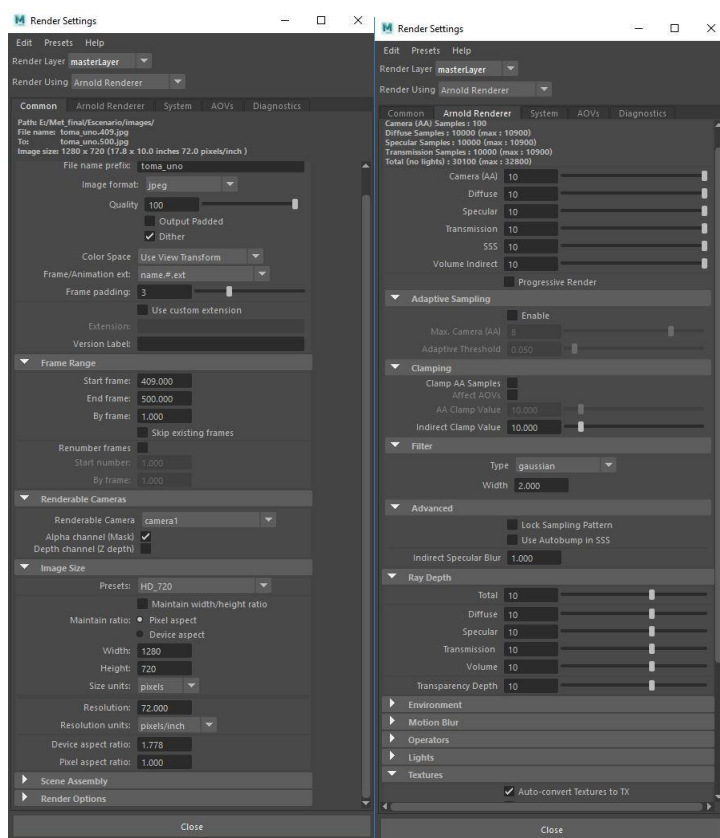 Render Settings
Edit Presets Help
Render Layer masterLayer
Render Using Arnold Renderer
Common Arnold Renderer System AOVs Diagnostics
Path: E:/Met_final/Escenario/images/
File name: toma_uno.409.jpg
To: toma_uno.500.jpg
Image size: 1280 x 720 (17.8 x 10.0 inches 72.0 pixels/inch )
File name prefix: toma_uno
Image format: jpeg
Quality 100
Output Padded
Dither
Color Space Use View Transform
Frame/Animation ext: name.#.ext
Frame padding: 3
Use custom extension
Extension:
Version Label:
Frame Range
Start frame: 409.000
End frame: 500.000
By frame: 1.000
Skip existing frames
Renumber frames
Start number: 1.000
By frame: 1.000
Renderable Cameras
Renderable Camera camera1
Alpha channel (Mask)
Depth channel (Z depth)
Image Size
Presets: HD_720
Maintain width/height ratio
Maintain ratio: Pixel aspect
Device aspect
Width: 1280
Height: 720
Size units: pixels
Resolution: 72.000
Resolution units: pixels/inch
Device aspect ratio: 1.778
Pixel aspect ratio: 1.000
Scene Assembly
Render Options
Close
Render Settings
Edit Presets Help
Render Layer masterLayer
Render Using Arnold Renderer
Common Arnold Renderer System AOVs Diagnostics
Camera (AA) Samples : 100
Diffuse Samples : 10000 (max : 10900)
Specular Samples : 10000 (max : 10900)
Transmission Samples : 10000 (max : 10900)
Total (no lights) : 30100 (max : 32800)
Camera (AA) 10
Diffuse 10
Specular 10
Transmission 10
SSS 10
Volume Indirect 10
Progressive Render
Adaptive Sampling
Enable
Max. Camera (AA) 8
Adaptive Threshold 0.050
Clamping
Clamp AA Samples
Affect AOVs
AA Clamp Value 10.000
Indirect Clamp Value 10.000
Filter
Type gaussian
Width 2.000
Advanced
Lock Sampling Pattern
Use Autobump in SSS
Indirect Specular Blur 1.000
Ray Depth
Total 10
Diffuse 10
Specular 10
Transmission 10
Volume 10
Transparency Depth 10
Environment
Motion Blur
Operators
Lights
Textures
Auto-convert Textures to TX
Close